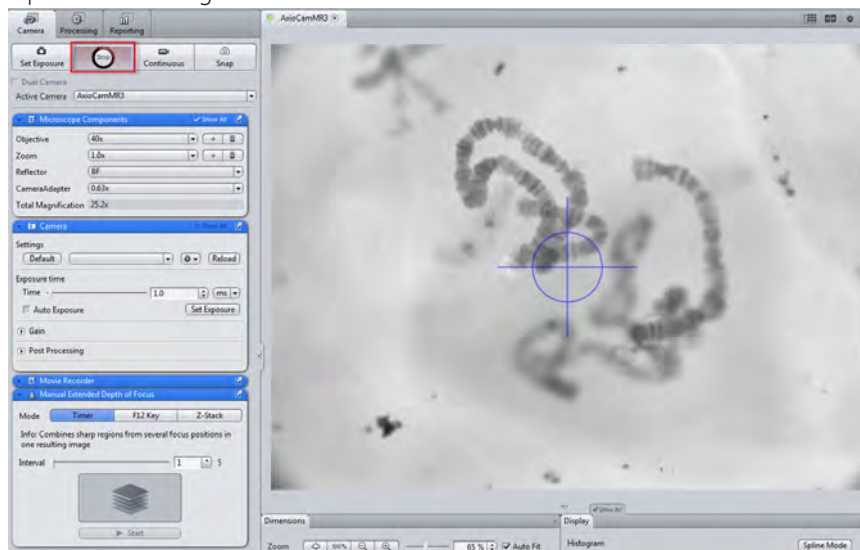 Camera Processing Reporting
AxioCamMR3
Set Exposure Stop Continuous Snap
Dual Camera
Active Camera AxioCamMR3
Microscope Components Show All
Objective 40x
Zoom 1.0x
Reflector BF
CameraAdapter 0.63x
Total Magnification 25.2x
Camera Show All
Settings
Default Reload
Exposure time
Time 1.0 ms
Auto Exposure Set Exposure
Gain
Post Processing
Movie Recorder
Manual Extended Depth of Focus
Mode Timer F12 Key Z-Stack
Info: Combines sharp regions from several focus positions in
one resulting image
Interval 1 S
Start
Show All
Dimensions Display
Zoom 100% 65 % Auto Fit Histogram Spline Mode